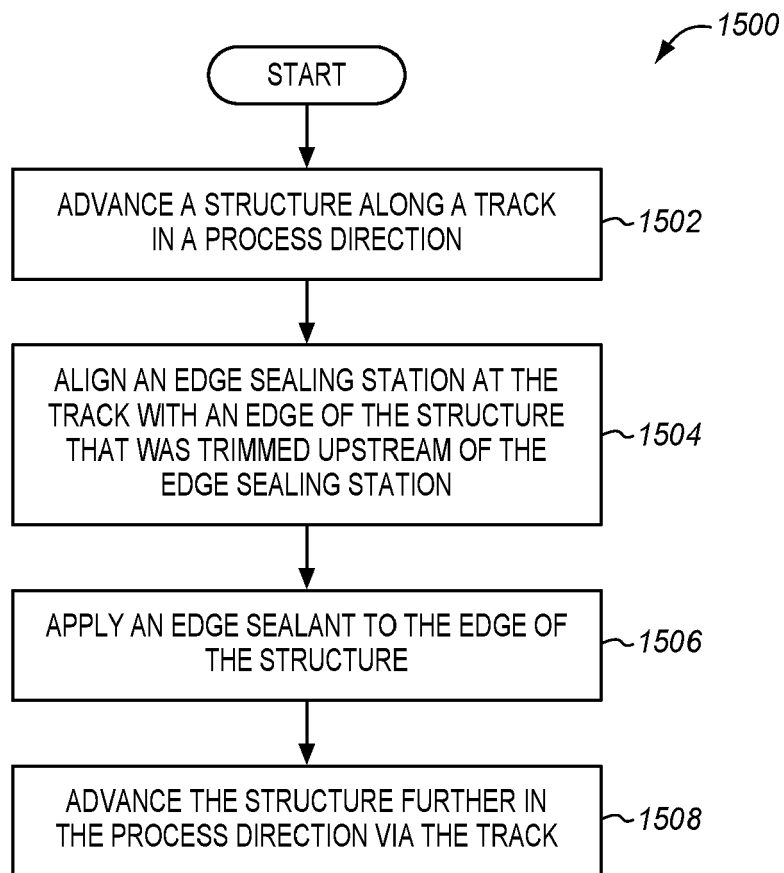 1500
START
ADVANCE A STRUCTURE ALONG A TRACK
IN A PROCESS DIRECTION
1502
ALIGN AN EDGE SEALING STATION AT THE
TRACK WITH AN EDGE OF THE STRUCTURE
THAT WAS TRIMMED UPSTREAM OF THE
EDGE SEALING STATION
1504
APPLY AN EDGE SEALANT TO THE EDGE OF
THE STRUCTURE
1506
ADVANCE THE STRUCTURE FURTHER IN
THE PROCESS DIRECTION VIA THE TRACK
1508